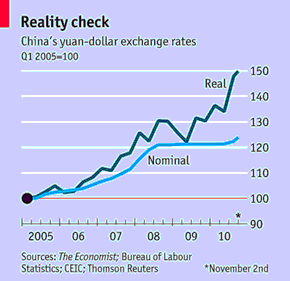 Reality check
China's yuan-dollar exchange rates
Q1 2005=100
150
Real
140
130
Nominal
120
110
100
*
90
2005 06 07 08 09 10
Sources: The Economist; Bureau of Labour
Statistics; CEIC; Thomson Reuters *November 2nd